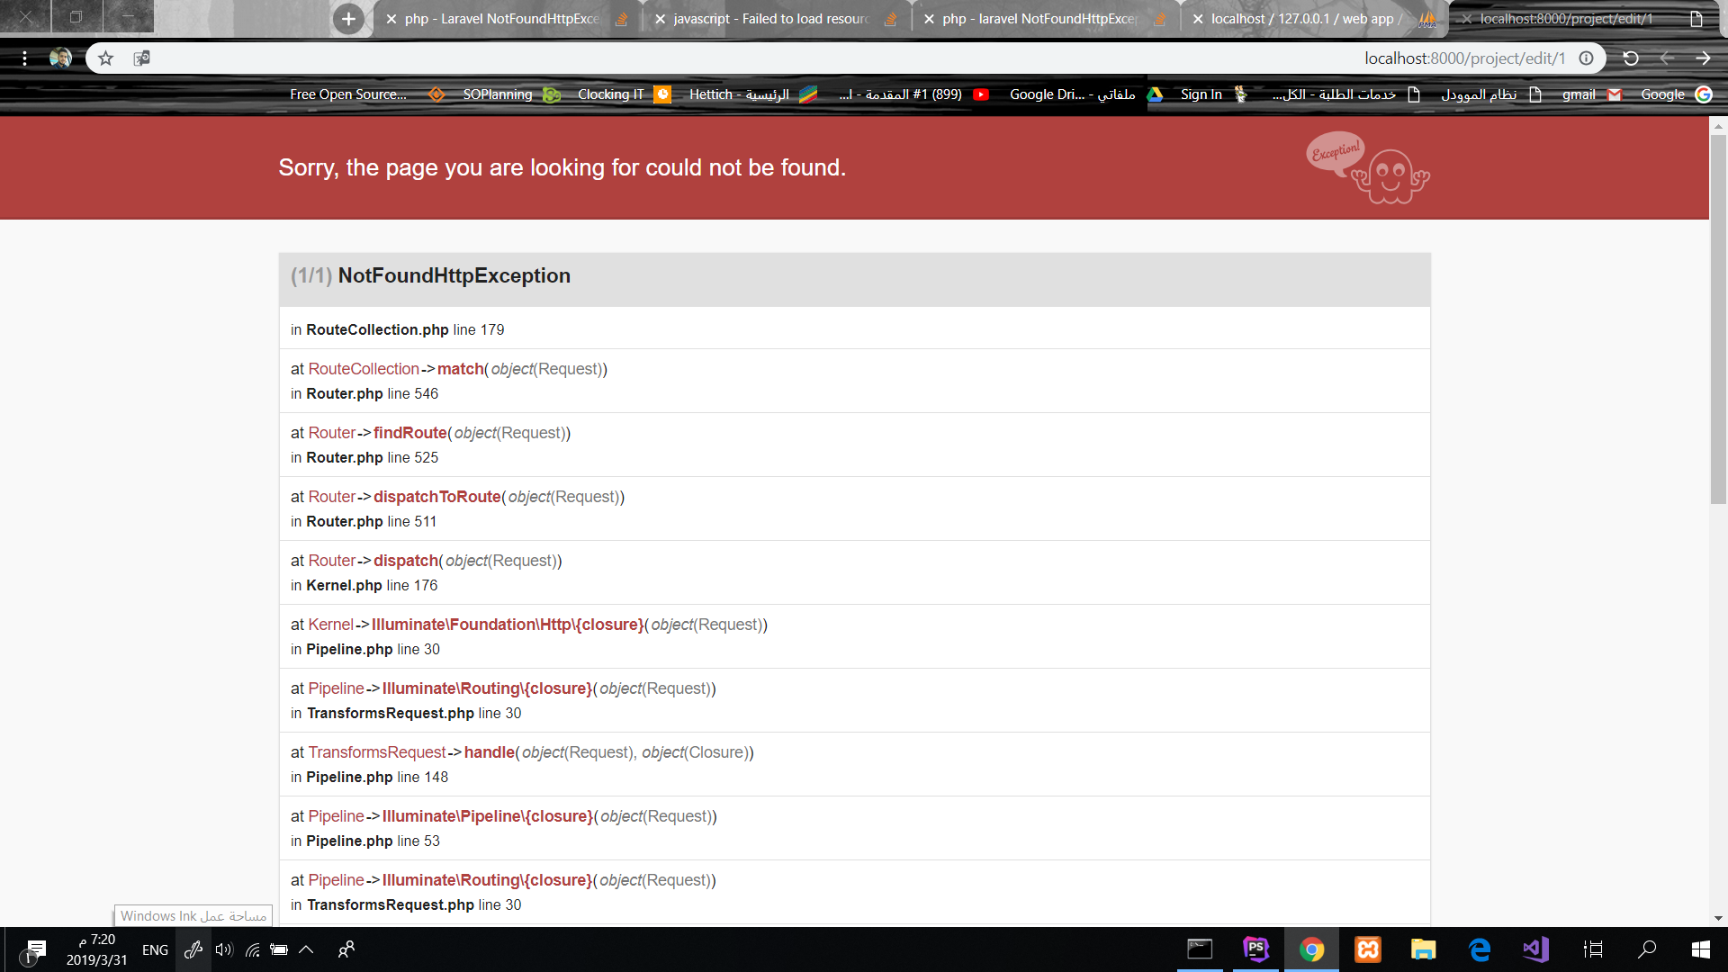 php - Laravel NotFoundHttpExce
javascript - Failed to load resour
php - laravel NotFoundHttpExce
localhost / 127.0.0.1 / web app /
localhost:8000/project/edit/1
localhost:8000/project/edit/1
Free Open Source...
SOPlanning
Clocking IT
Hettich - الرئيسية
(899) #1 المقدمة - ا...
ملفاتي - Google Dri...
Sign In
خدمات الطلبة - الكل...
نظام الموودل
gmail
Google
Sorry, the page you are looking for could not be found.
Exception!
(1/1) NotFoundHttpException
in RouteCollection.php line 179
at RouteCollection->match(object(Request))
in Router.php line 546
at Router->findRoute(object(Request))
in Router.php line 525
at Router->dispatchToRoute(object(Request))
in Router.php line 511
at Router->dispatch(object(Request))
in Kernel.php line 176
at Kernel->Illuminate\Foundation\Http\{closure}(object(Request))
in Pipeline.php line 30
at Pipeline->Illuminate\Routing\{closure}(object(Request))
in TransformsRequest.php line 30
at TransformsRequest->handle(object(Request), object(Closure))
in Pipeline.php line 148
at Pipeline->Illuminate\Pipeline\{closure}(object(Request))
in Pipeline.php line 53
at Pipeline->Illuminate\Routing\{closure}(object(Request))
in TransformsRequest.php line 30
مساحة عمل Windows Ink
7:20 م
2019/3/31
ENG
1
PS